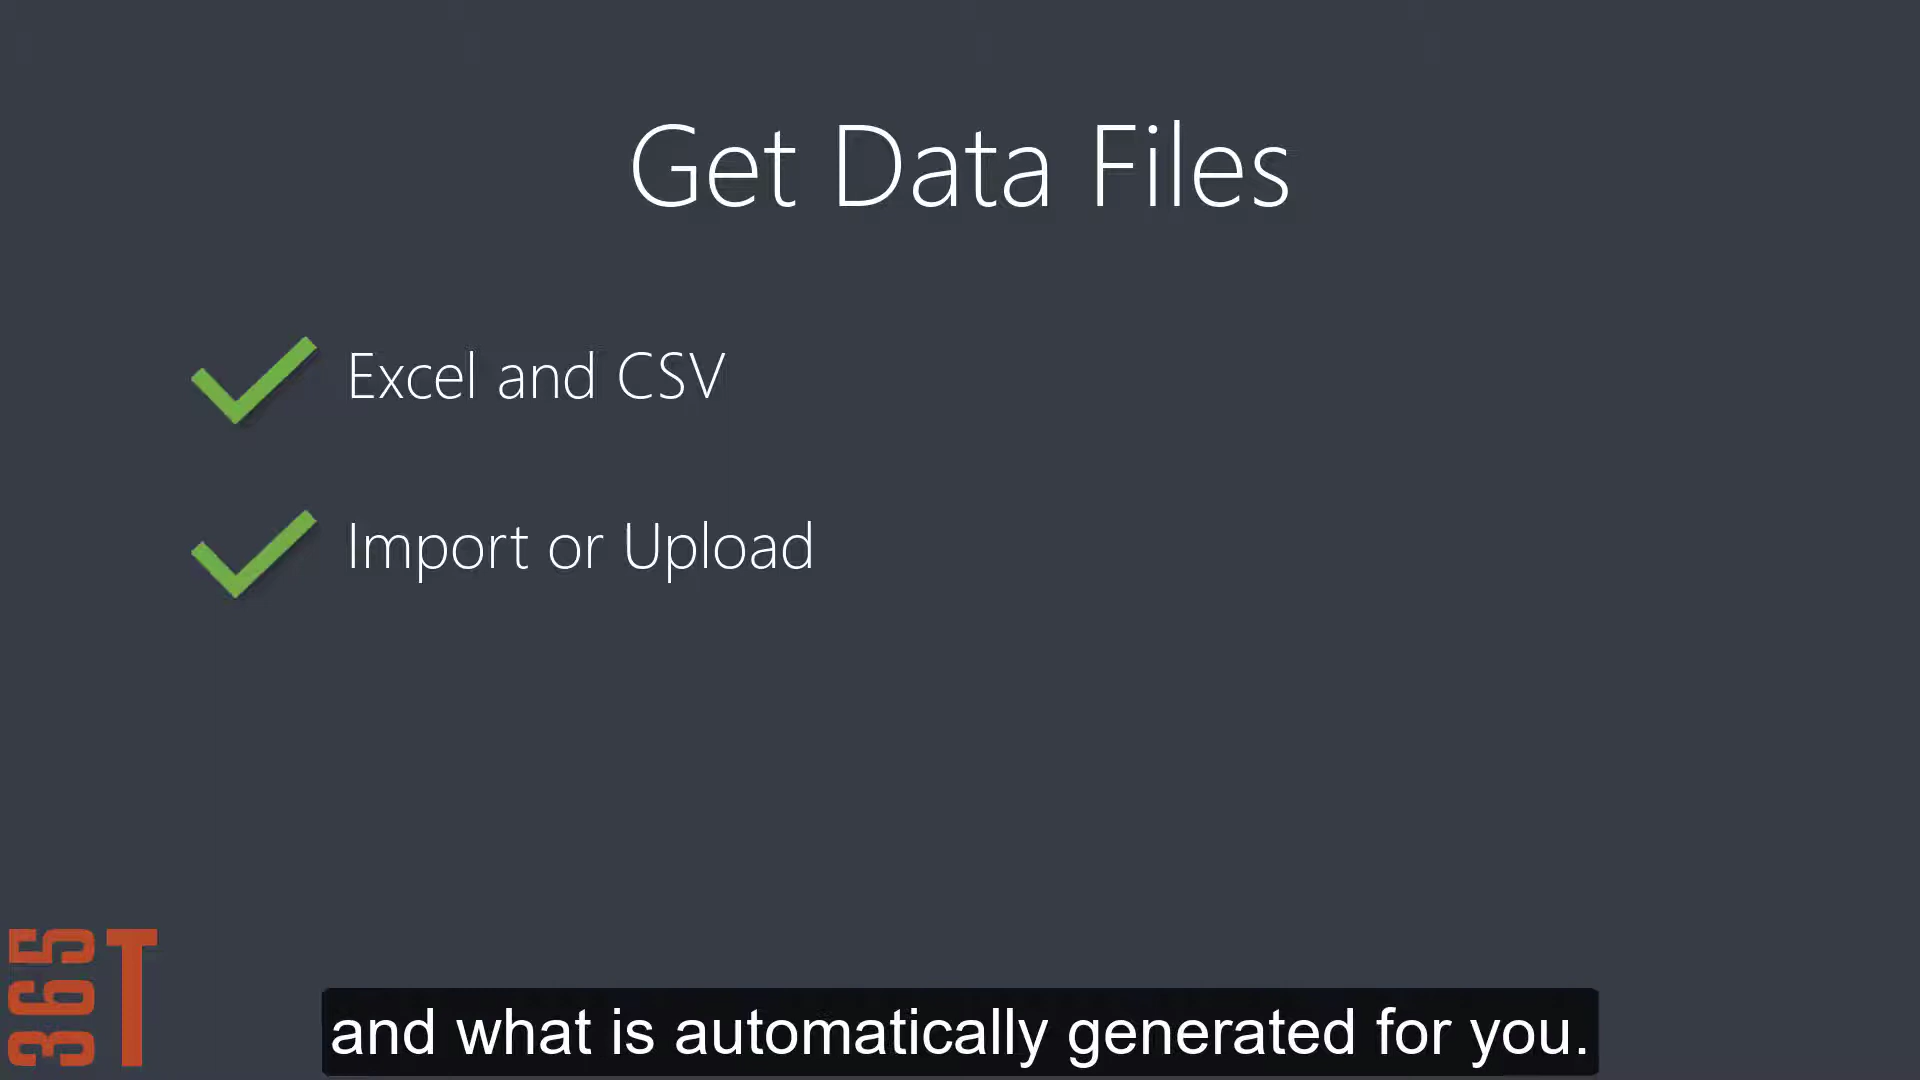 Get Data Files
Excel and CSV
Import or Upload
365 T
and what is automatically generated for you.